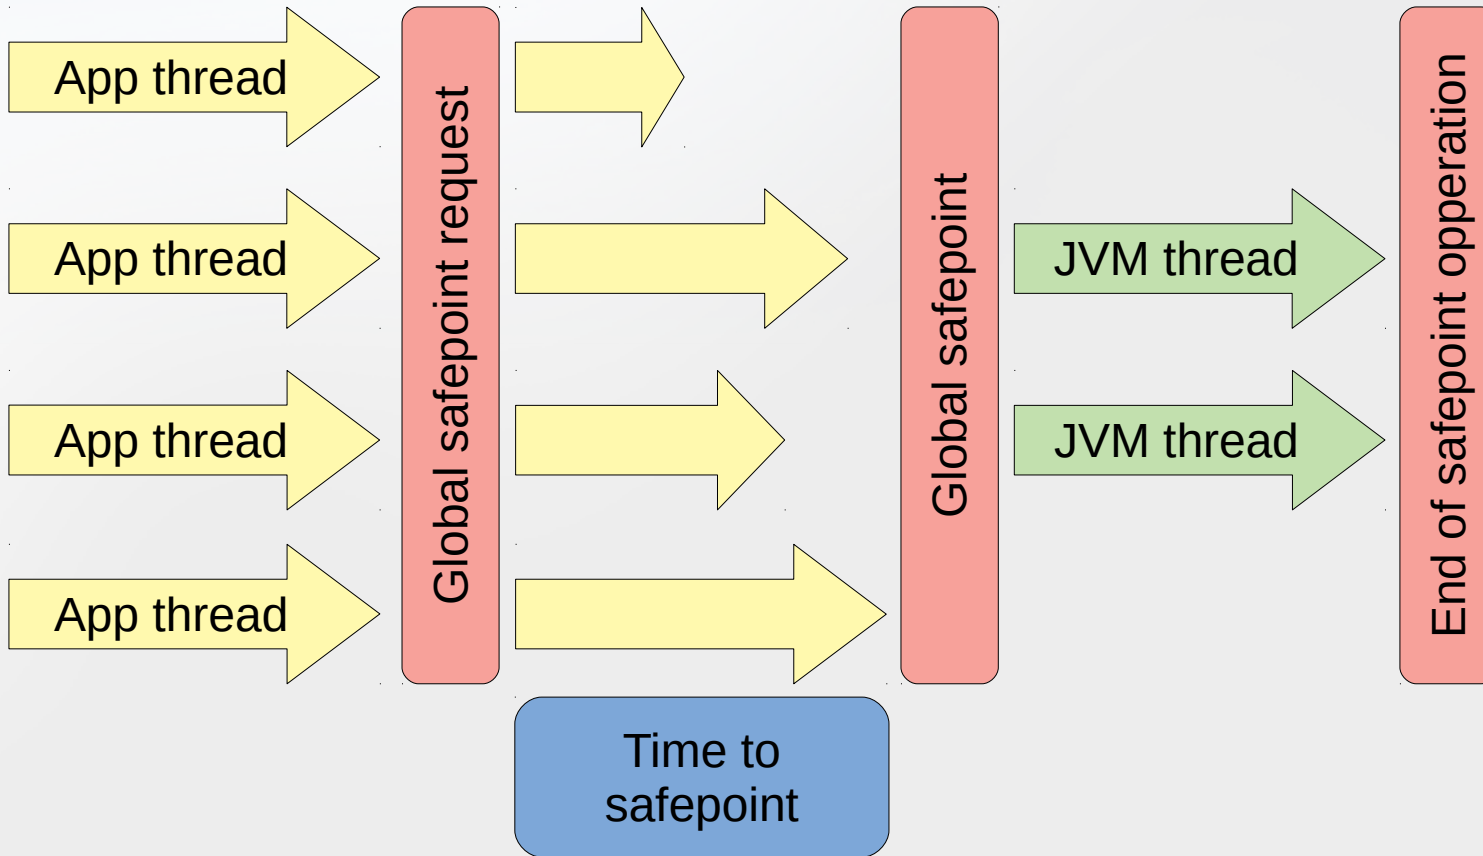 App thread
App thread
App thread
App thread
Global safepoint request
Global safepoint
JVM thread
JVM thread
End of safepoint opperation
Time to
safepoint